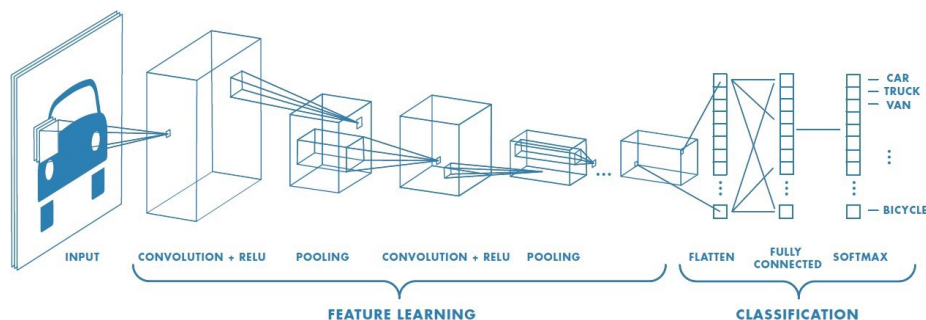 CAR
TRUCK
VAN
BICYCLE
INPUT
CONVOLUTION + RELU
POOLING
CONVOLUTION + RELU
POOLING
FLATTEN
FULLY
CONNECTED
SOFTMAX
FEATURE LEARNING
CLASSIFICATION